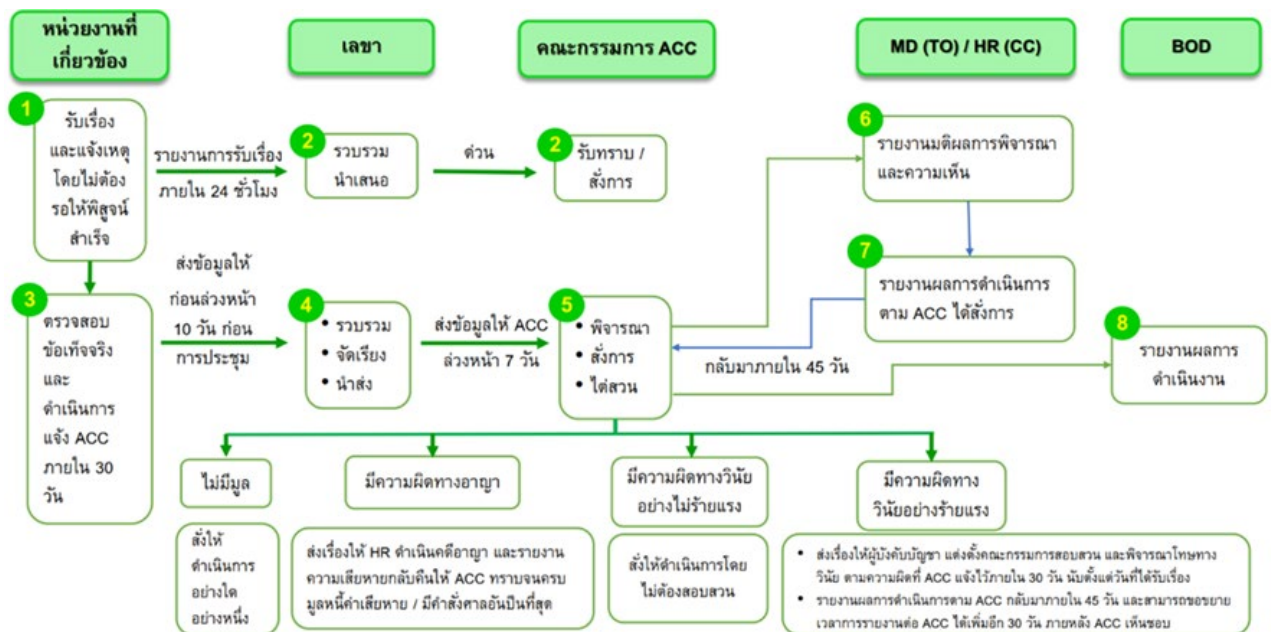 หน่วยงานที่
เกี่ยวข้อง
เลขา
คณะกรรมการ ACC
MD (TO) / HR (CC)
BOD
1
รับเรื่อง
และแจ้งเหตุ
โดยไม่ต้อง
รอให้พิสูจน์
สำเร็จ
รายงานการรับเรื่อง
ภายใน 24 ชั่วโมง
2
รวบรวม
นำเสนอ
ด่วน
2
รับทราบ /
สั่งการ
6
รายงานมติผลการพิจารณา
และความเห็น
3
ตรวจสอบ
ข้อเท็จจริง
และ
ดำเนินการ
แจ้ง ACC
ภายใน 30
วัน
ส่งข้อมูลให้
ก่อนล่วงหน้า
10 วัน ก่อน
การประชุม
4
• รวบรวม
• จัดเรียง
• นำส่ง
ส่งข้อมูลให้ ACC
ล่วงหน้า 7 วัน
5
• พิจารณา
• สั่งการ
• ไต่สวน
7
รายงานผลการดำเนินการ
ตาม ACC ได้สั่งการ
กลับมาภายใน 45 วัน
8
รายงานผลการ
ดำเนินงาน
ไม่มีมูล
มีความผิดทางอาญา
มีความผิดทางวินัย
อย่างไม่ร้ายแรง
มีความผิดทาง
วินัยอย่างร้ายแรง
สั่งให้
ดำเนินการ
อย่างใด
อย่างหนึ่ง
ส่งเรื่องให้ HR ดำเนินคดีอาญา และรายงาน
ความเสียหายกลับคืนให้ ACC ทราบจนครบ
มูลหนี้ค่าเสียหาย / มีคำสั่งศาลอันเป็นที่สุด
สั่งให้ดำเนินการโดย
ไม่ต้องสอบสวน
• ส่งเรื่องให้ผู้บังคับบัญชา แต่งตั้งคณะกรรมการสอบสวน และพิจารณาโทษทาง
วินัย ตามความผิดที่ ACC แจ้งไว้ภายใน 30 วัน นับตั้งแต่วันที่ได้รับเรื่อง
• รายงานผลการดำเนินการตาม ACC กลับมาภายใน 45 วัน และสามารถขอขยาย
เวลาการรายงานต่อ ACC ได้เพิ่มอีก 30 วัน ภายหลัง ACC เห็นชอบ